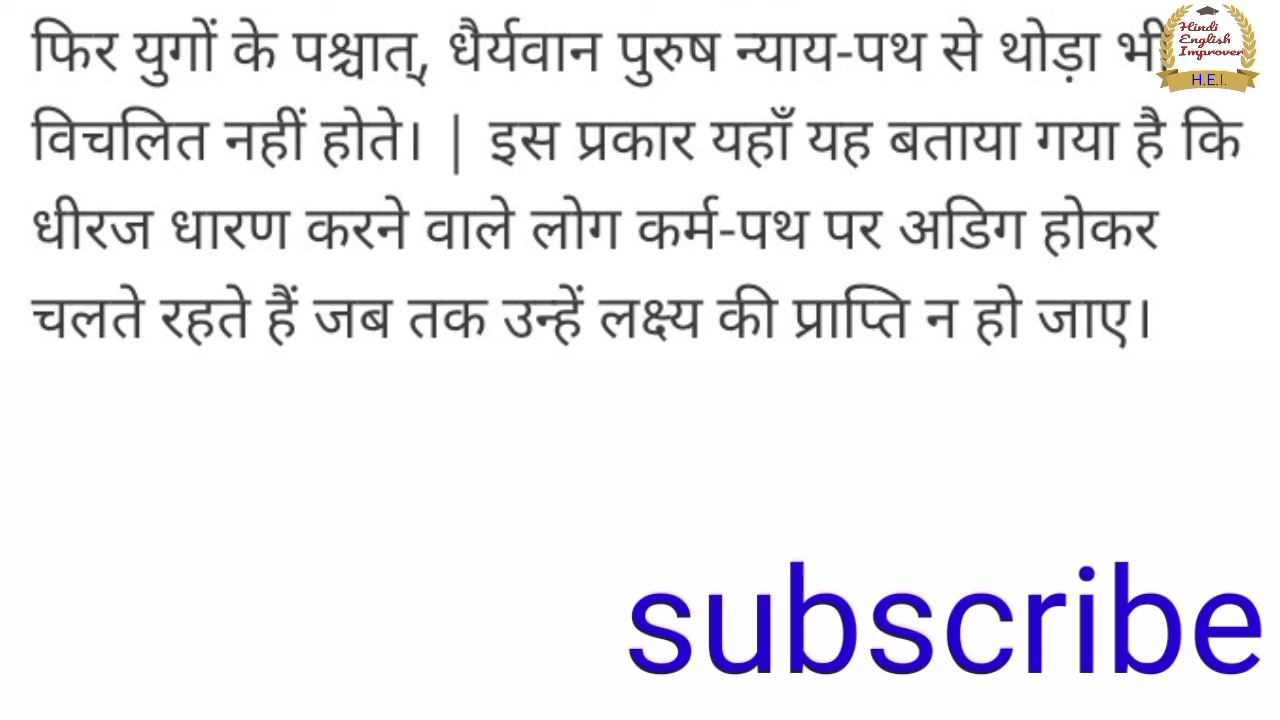 फिर युगों के पश्चात्, धैर्यवान पुरुष न्याय-पथ से थोड़ा भी
विचलित नहीं होते। | इस प्रकार यहाँ यह बताया गया है कि
धीरज धारण करने वाले लोग कर्म-पथ पर अडिग होकर
चलते रहते हैं जब तक उन्हें लक्ष्य की प्राप्ति न हो जाए।
Hindi
English
Improver
H.E.I.
subscribe